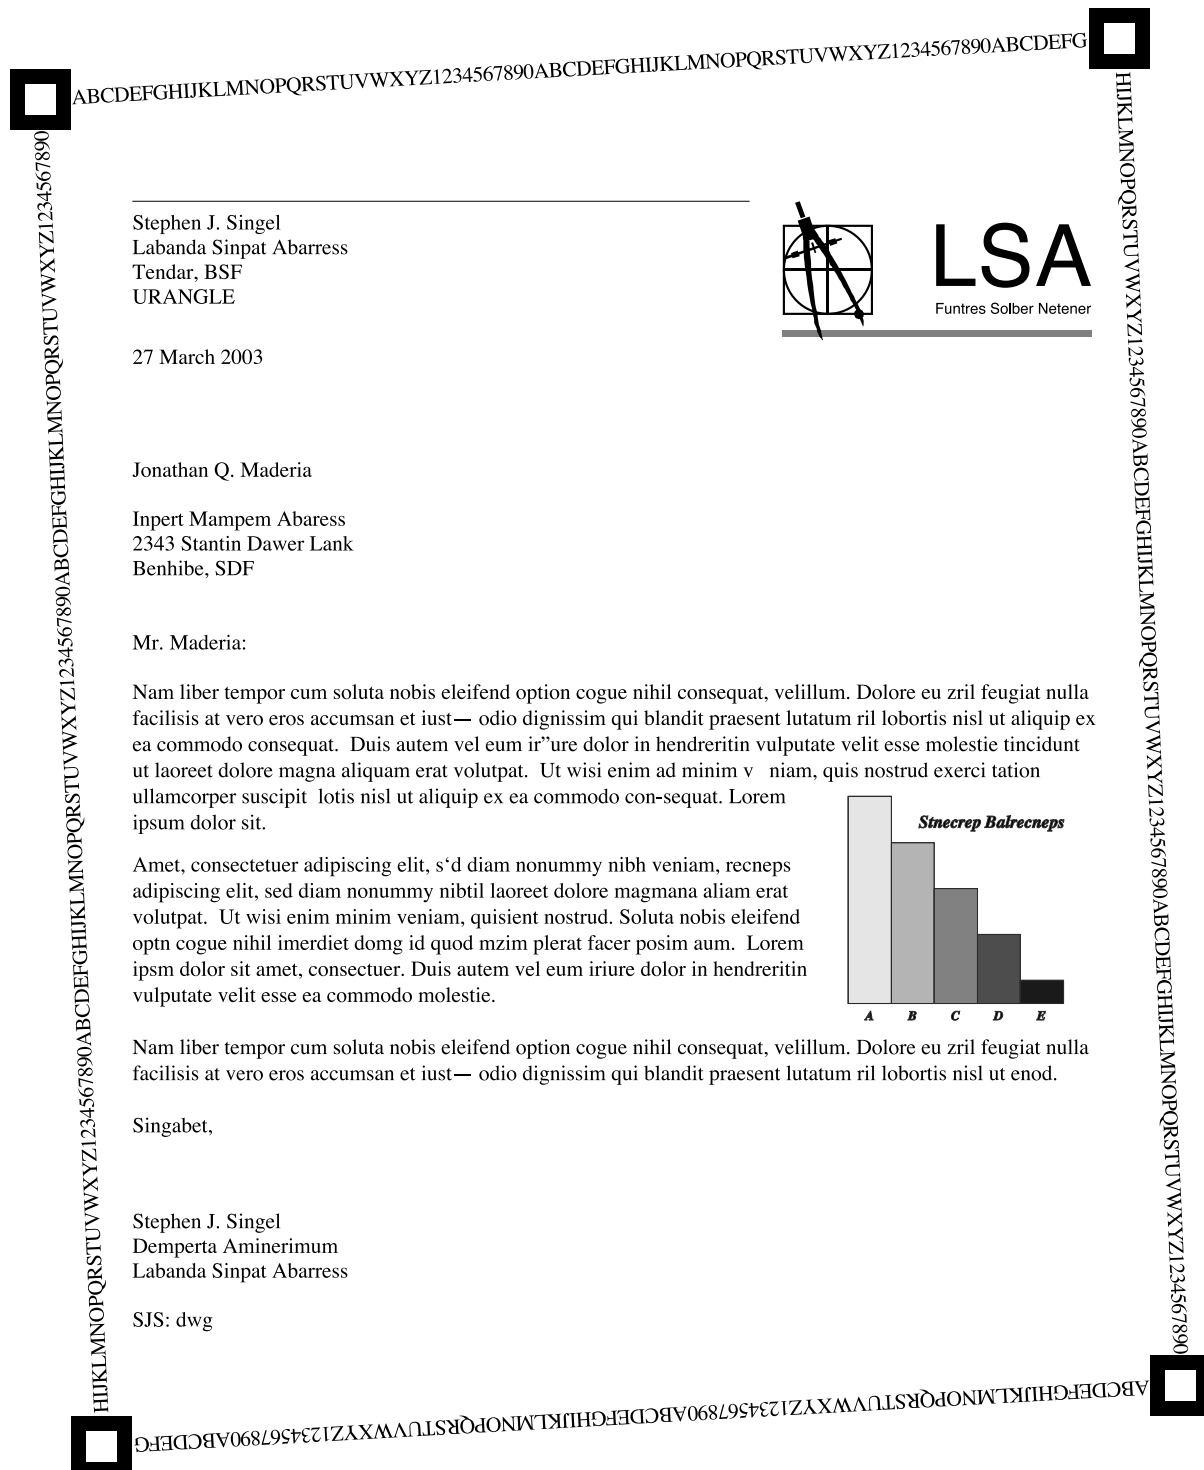 ABCDEFGHIJKLMNOPQRSTUVWXYZ1234567890ABCDEFGHIJKLMNOPQRSTUVWXYZ1234567890ABCDEFG
HIJKLMNOPQRSTUVWXYZ1234567890ABCDEFGHIJKLMNOPQRSTUVWXYZ1234567890ABCDEFGHIJKLMNOPQRSTUVWXYZ1234567890
HIJKLMNOPQRSTUVWXYZ1234567890ABCDEFGHIJKLMNOPQRSTUVWXYZ1234567890ABCDEFGHIJKLMNOPQRSTUVWXYZ1234567890
Stephen J. Singel
Labanda Sinpat Abarress
Tendar, BSF
URANGLE
LSA
Funtres Solber Netener
27 March 2003
Jonathan Q. Maderia
Inpert Mampem Abaress
2343 Stantin Dawer Lank
Benhibe, SDF
Mr. Maderia:
Nam liber tempor cum soluta nobis eleifend option cogue nihil consequat, velillum. Dolore eu zril feugiat nulla
facilisis at vero eros accumsan et iust— odio dignissim qui blandit praesent lutatum ril lobortis nisl ut aliquip ex
ea commodo consequat.  Duis autem vel eum ir”ure dolor in hendreritin vulputate velit esse molestie tincidunt
ut laoreet dolore magna aliquam erat volutpat.  Ut wisi enim ad minim v   niam, quis nostrud exerci tation
ullamcorper suscipit  lotis nisl ut aliquip ex ea commodo con-sequat. Lorem
ipsum dolor sit.
Amet, consectetuer adipiscing elit, s‘d diam nonummy nibh veniam, recneps
adipiscing elit, sed diam nonummy nibtil laoreet dolore magmana aliam erat
volutpat.  Ut wisi enim minim veniam, quisient nostrud. Soluta nobis eleifend
optn cogue nihil imerdiet domg id quod mzim plerat facer posim aum.  Lorem
ipsm dolor sit amet, consectuer. Duis autem vel eum iriure dolor in hendreritin
vulputate velit esse ea commodo molestie.
Stnecrep Balrecneps
A B C D E
Nam liber tempor cum soluta nobis eleifend option cogue nihil consequat, velillum. Dolore eu zril feugiat nulla
facilisis at vero eros accumsan et iust— odio dignissim qui blandit praesent lutatum ril lobortis nisl ut enod.
Singabet,
Stephen J. Singel
Demperta Aminerimum
Labanda Sinpat Abarress
SJS: dwg
ABCDEFGHIJKLMNOPQRSTUVWXYZ1234567890ABCDEFGHIJKLMNOPQRSTUVWXYZ1234567890ABCDEFG